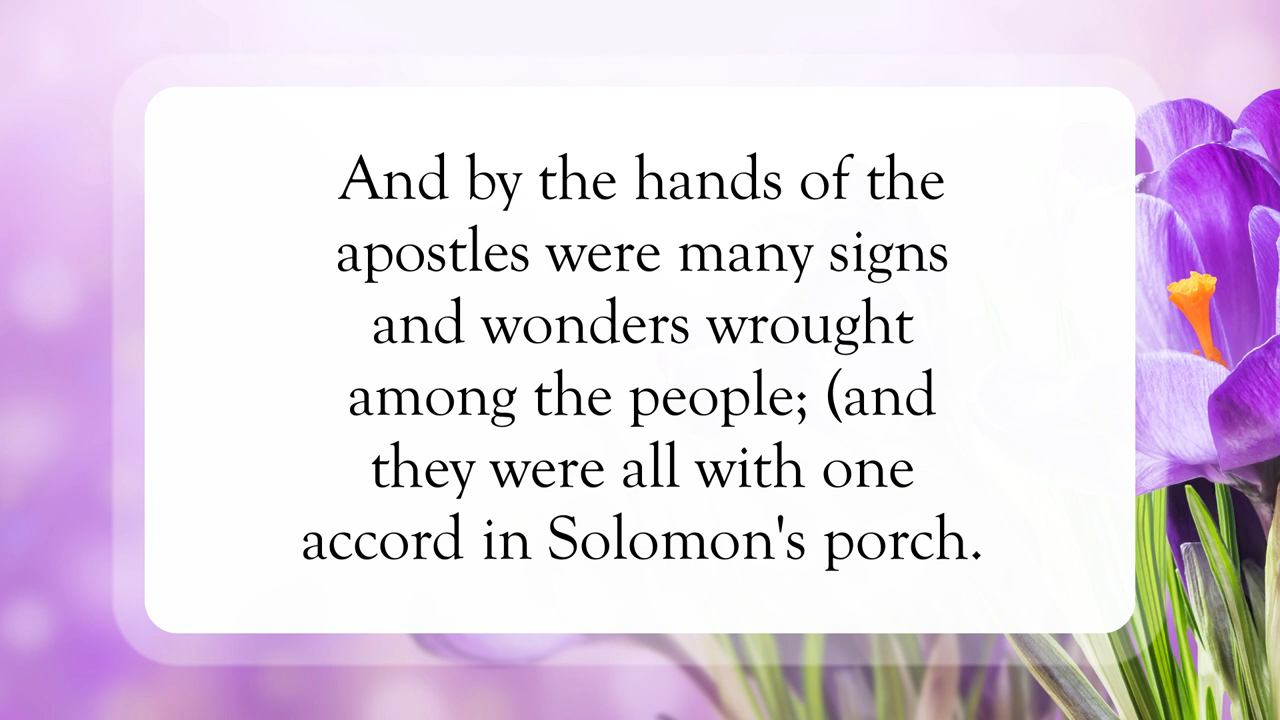 And by the hands of the
apostles were many signs
and wonders wrought
among the people; (and
they were all with one
accord in Solomon's porch.